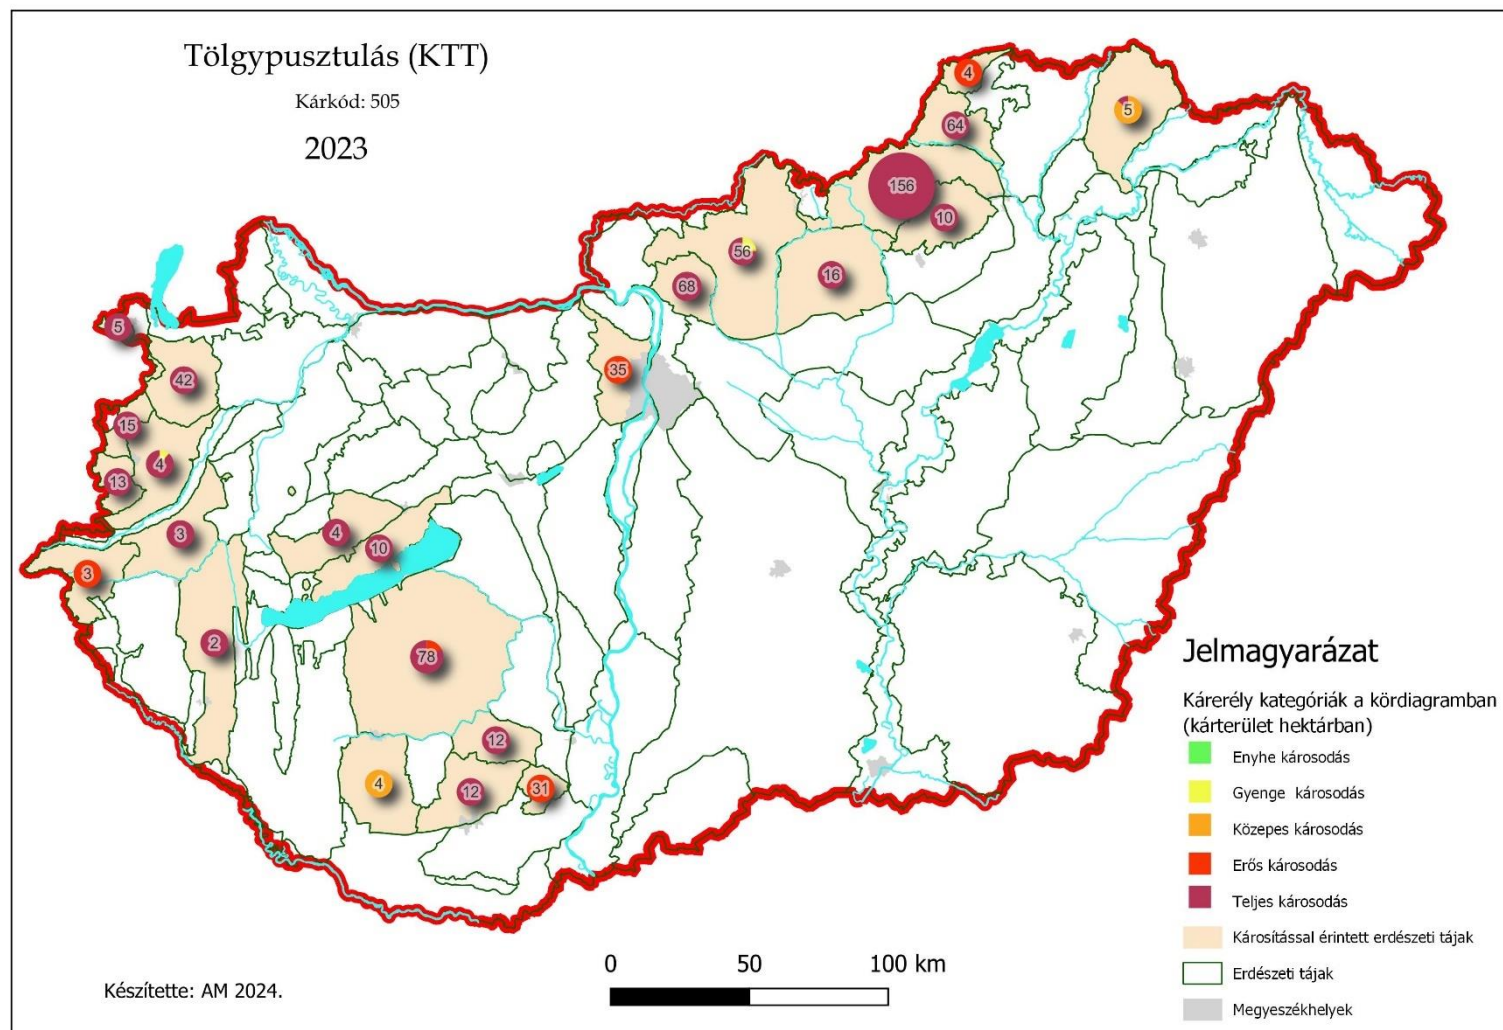 Tölgypusztulás (KTT)
Kárkód: 505
2023
4
5
64
156
10
56
16
68
5
42
35
15
4
13
3
4
10
3
2
78
12
4
12
31
Jelmagyarázat
Kárerély kategóriák a kördiagramban
(kárterület hektárban)
Enyhe károsodás
Gyenge károsodás
Közepes károsodás
Erős károsodás
Teljes károsodás
Károsítással érintett erdészeti tájak
Erdészeti tájak
Megyeszékhelyek
0 50 100 km
Készítette: AM 2024.